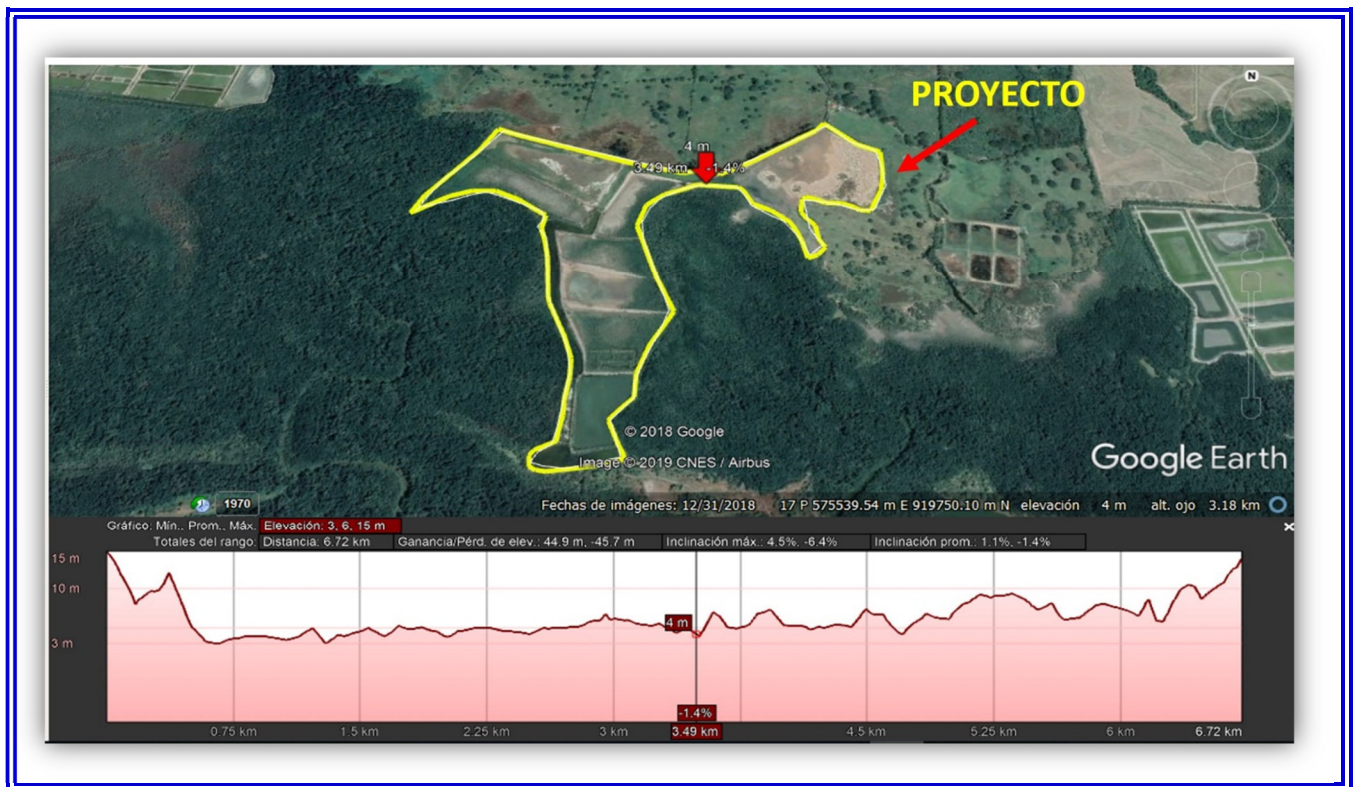 N
PROYECTO
4 m
3.49 km -1.4%
© 2018 Google
Image © 2019 CNES / Airbus
Google Earth
1970
Fechas de imágenes: 12/31/2018 17 P 575539.54 m E 919750.10 m N elevación 4 m alt. ojo 3.18 km
Gráfico: Mín., Prom., Máx. Elevación: 3, 6, 15 m
Totales del rango: Distancia: 6.72 km Ganancia/Pérd. de elev.: 44.9 m, -45.7 m Inclinación máx.: 4.5%, -6.4% Inclinación prom.: 1.1%, -1.4%
15 m
10 m
4 m
3 m
-1.4%
0.75 km 1.5 km 2.25 km 3 km 3.49 km 4.5 km 5.25 km 6 km 6.72 km